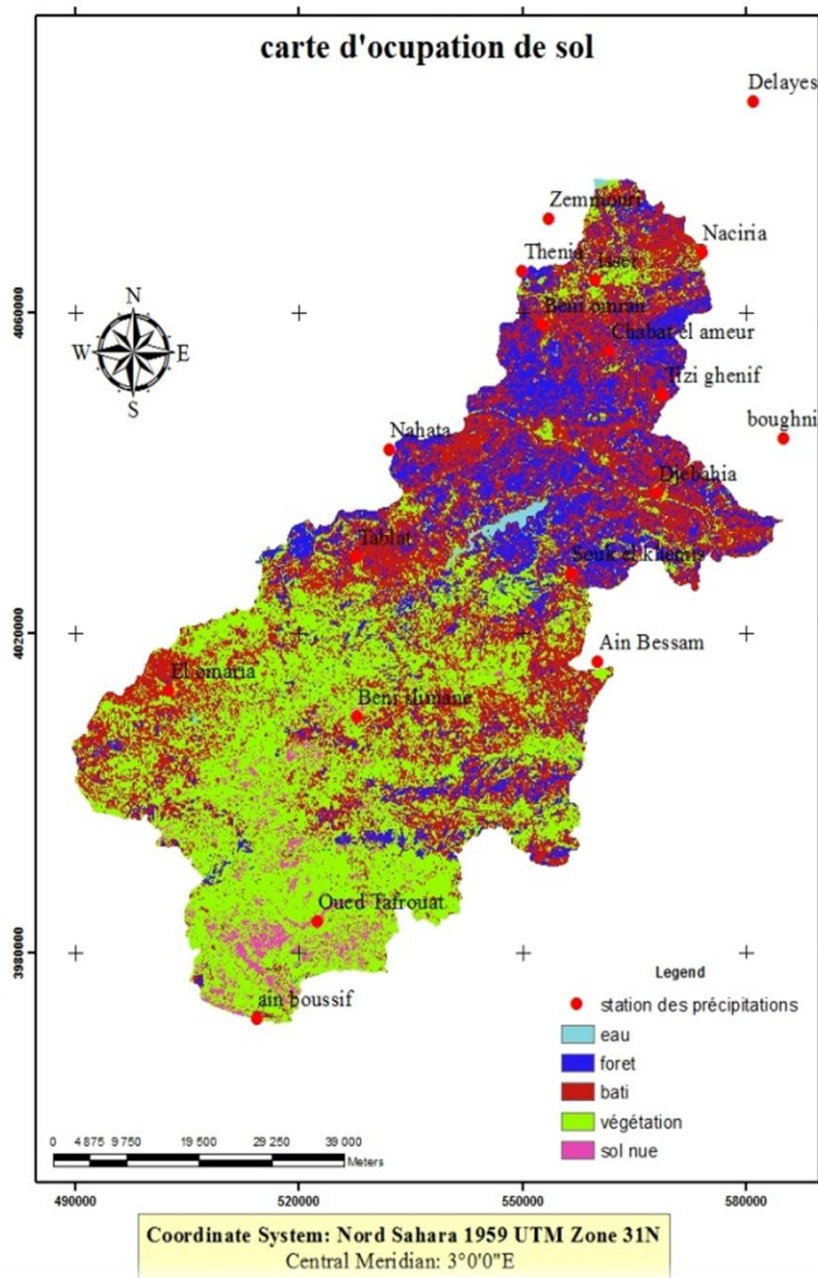 carte d'ocupation de sol
Delayes
Zemmouri
Naciria
Thenia
Isser
4060000
Beni omran
N
Chabat el ameur
W
E
Tizi ghenif
S
boughni
Nahata
Djebahia
Tablat
Souk el khemis
4020000
Ain Bessam
El omaria
Beni slimane
Oued Tafrouat
3980000
Legend
ain boussif
station des précipitations
eau
foret
bati
végétation
sol nue
0 4 875 9 750 19 500 29 250 39 000
Meters
490000 520000 550000 580000
Coordinate System: Nord Sahara 1959 UTM Zone 31N
Central Meridian: 3°0'0"E